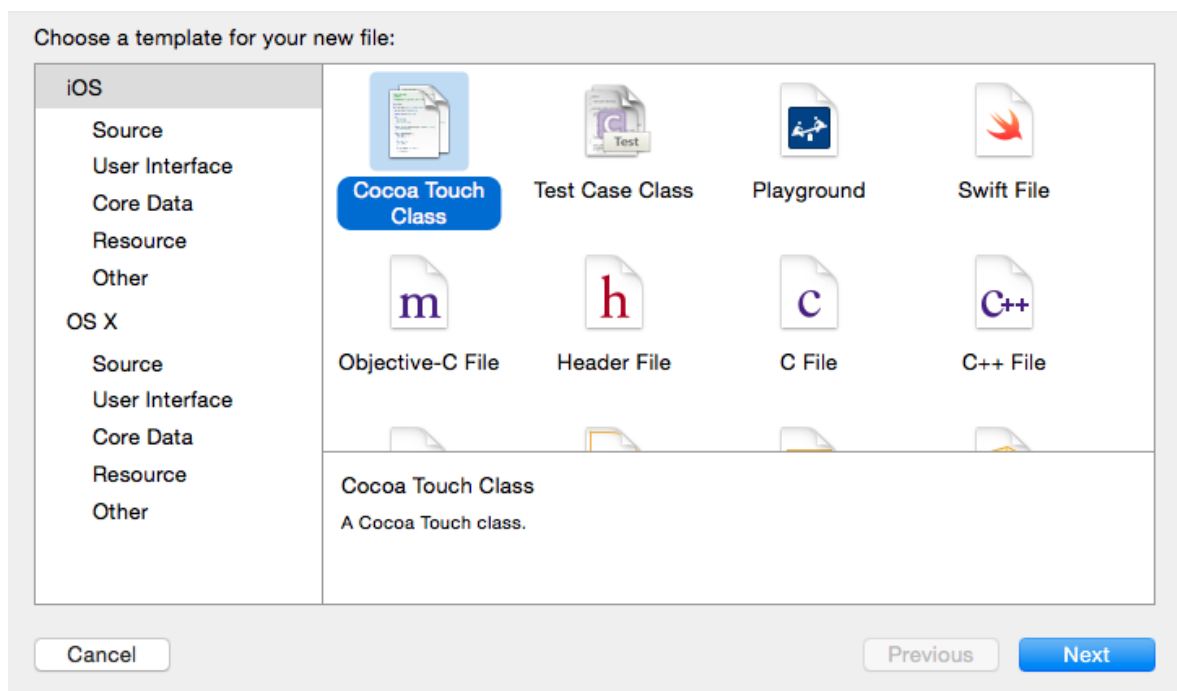 Choose a template for your new file:
iOS
Source
User Interface
Core Data
Resource
Other
OS X
Source
User Interface
Core Data
Resource
Other
Cocoa Touch
Class
Test
Test Case Class
Playground
Swift File
m
h
c
C++
Objective-C File
Header File
C File
C++ File
Cocoa Touch Class
A Cocoa Touch class.
Cancel
Previous
Next